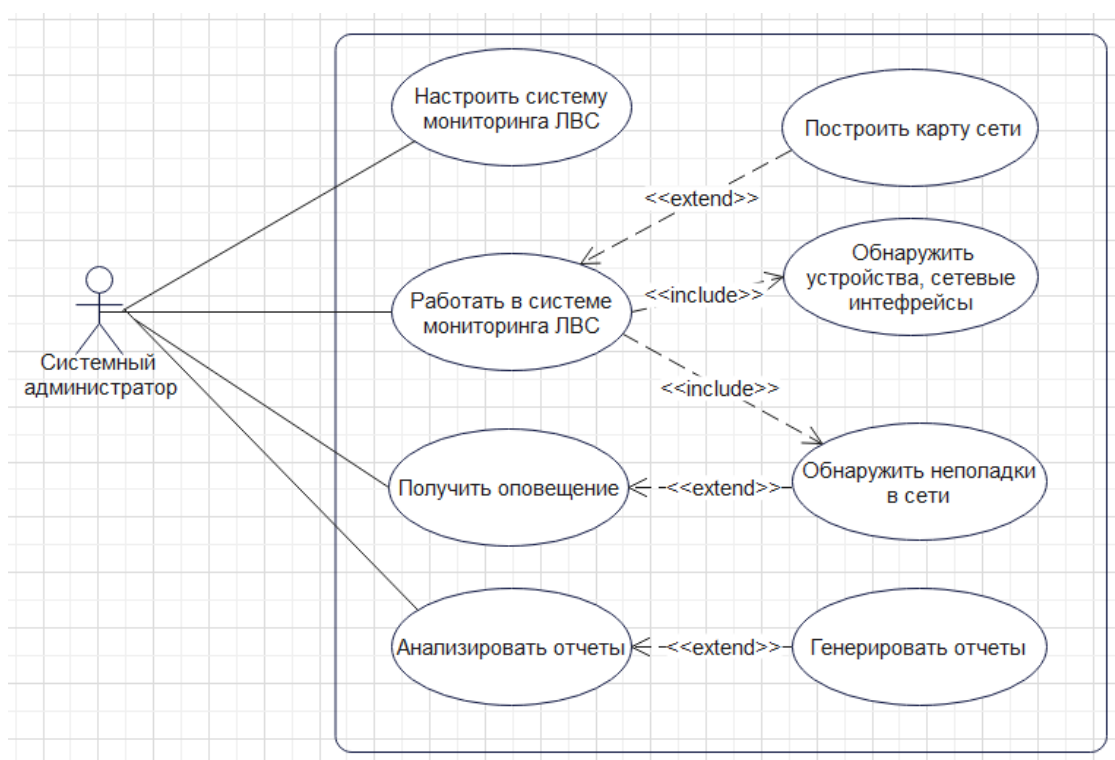 Настроить систему
мониторинга ЛВС
Построить карту сети
<<extend>>
Обнаружить
устройства, сетевые
интефрейсы
<<include>>
Работать в системе
мониторинга ЛВС
Системный
администратор
<<include>>
Обнаружить неполадки
в сети
<<extend>>
Получить оповещение
Анализировать отчеты
<<extend>>
Генерировать отчеты